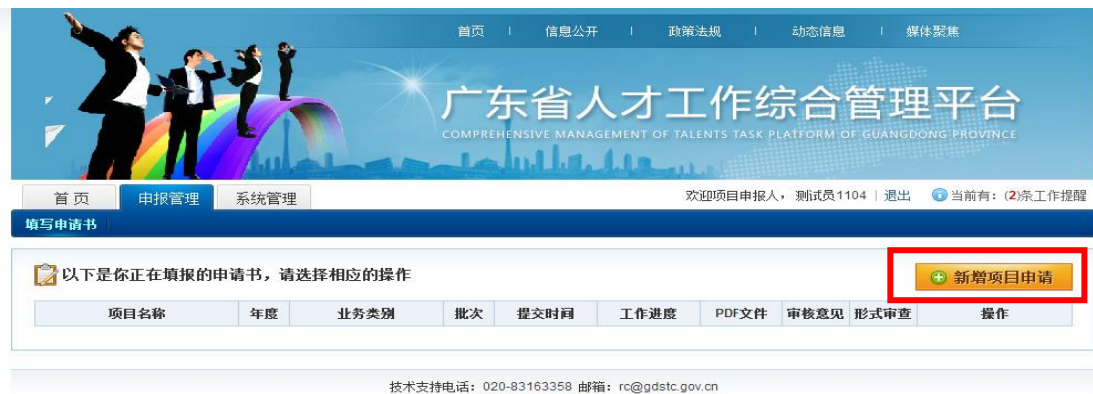 首页 | 信息公开 | 政策法规 | 动态信息 | 媒体聚焦
广东省人才工作综合管理平台
COMPREHENSIVE MANAGEMENT OF TALENTS TASK PLATFORM OF GUANGDONG PROVINCE
首 页 申报管理 系统管理 欢迎项目申报人， 测试员1104 | 退出 当前有：(2)条工作提醒
填写申请书
以下是你正在填报的申请书，请选择相应的操作 新增项目申请
项目名称 年度 业务类别 批次 提交时间 工作进度 PDF文件 审核意见 形式审查 操作
技术支持电话：020-83163358 邮箱：rc@gdstc.gov.cn